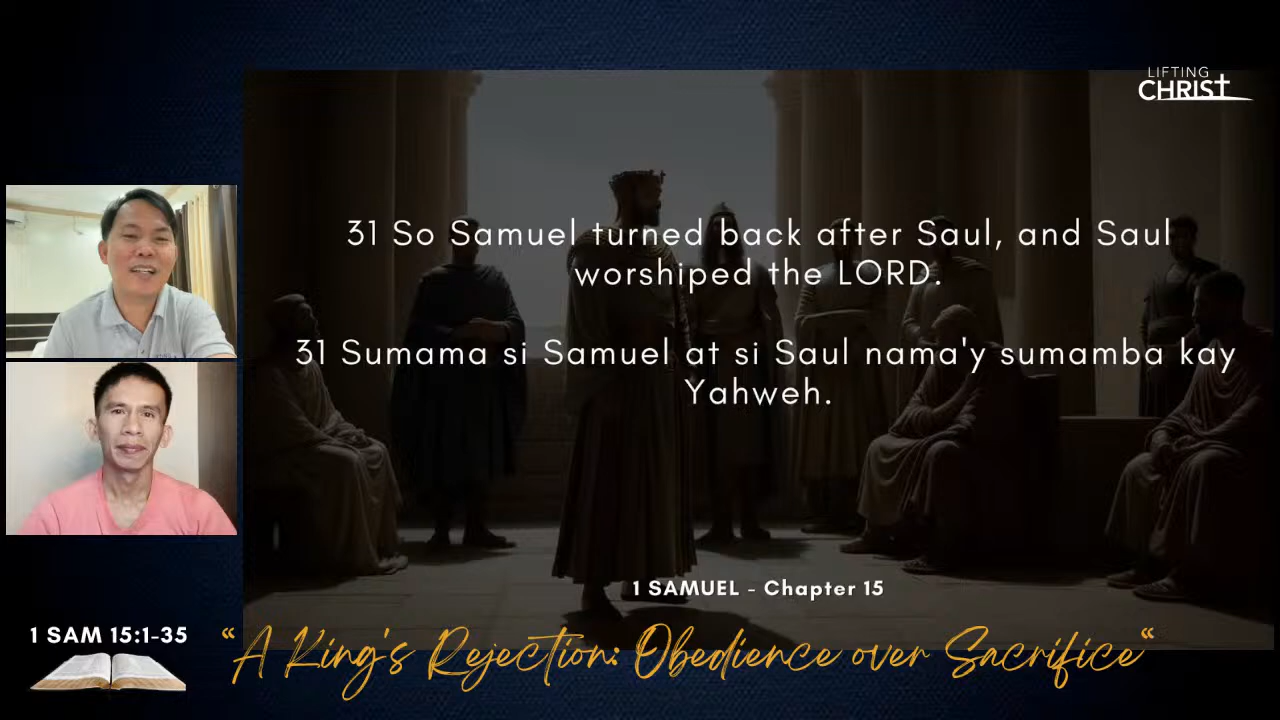 LIFTING
CHRIST
31 So Samuel turned back after Saul, and Saul
worshiped the LORD.
31 Sumama si Samuel at si Saul nama'y sumamba kay
Yahweh.
1 SAMUEL - Chapter 15
1 SAM 15:1-35
“A King's Rejection: Obedience over Sacrifice“